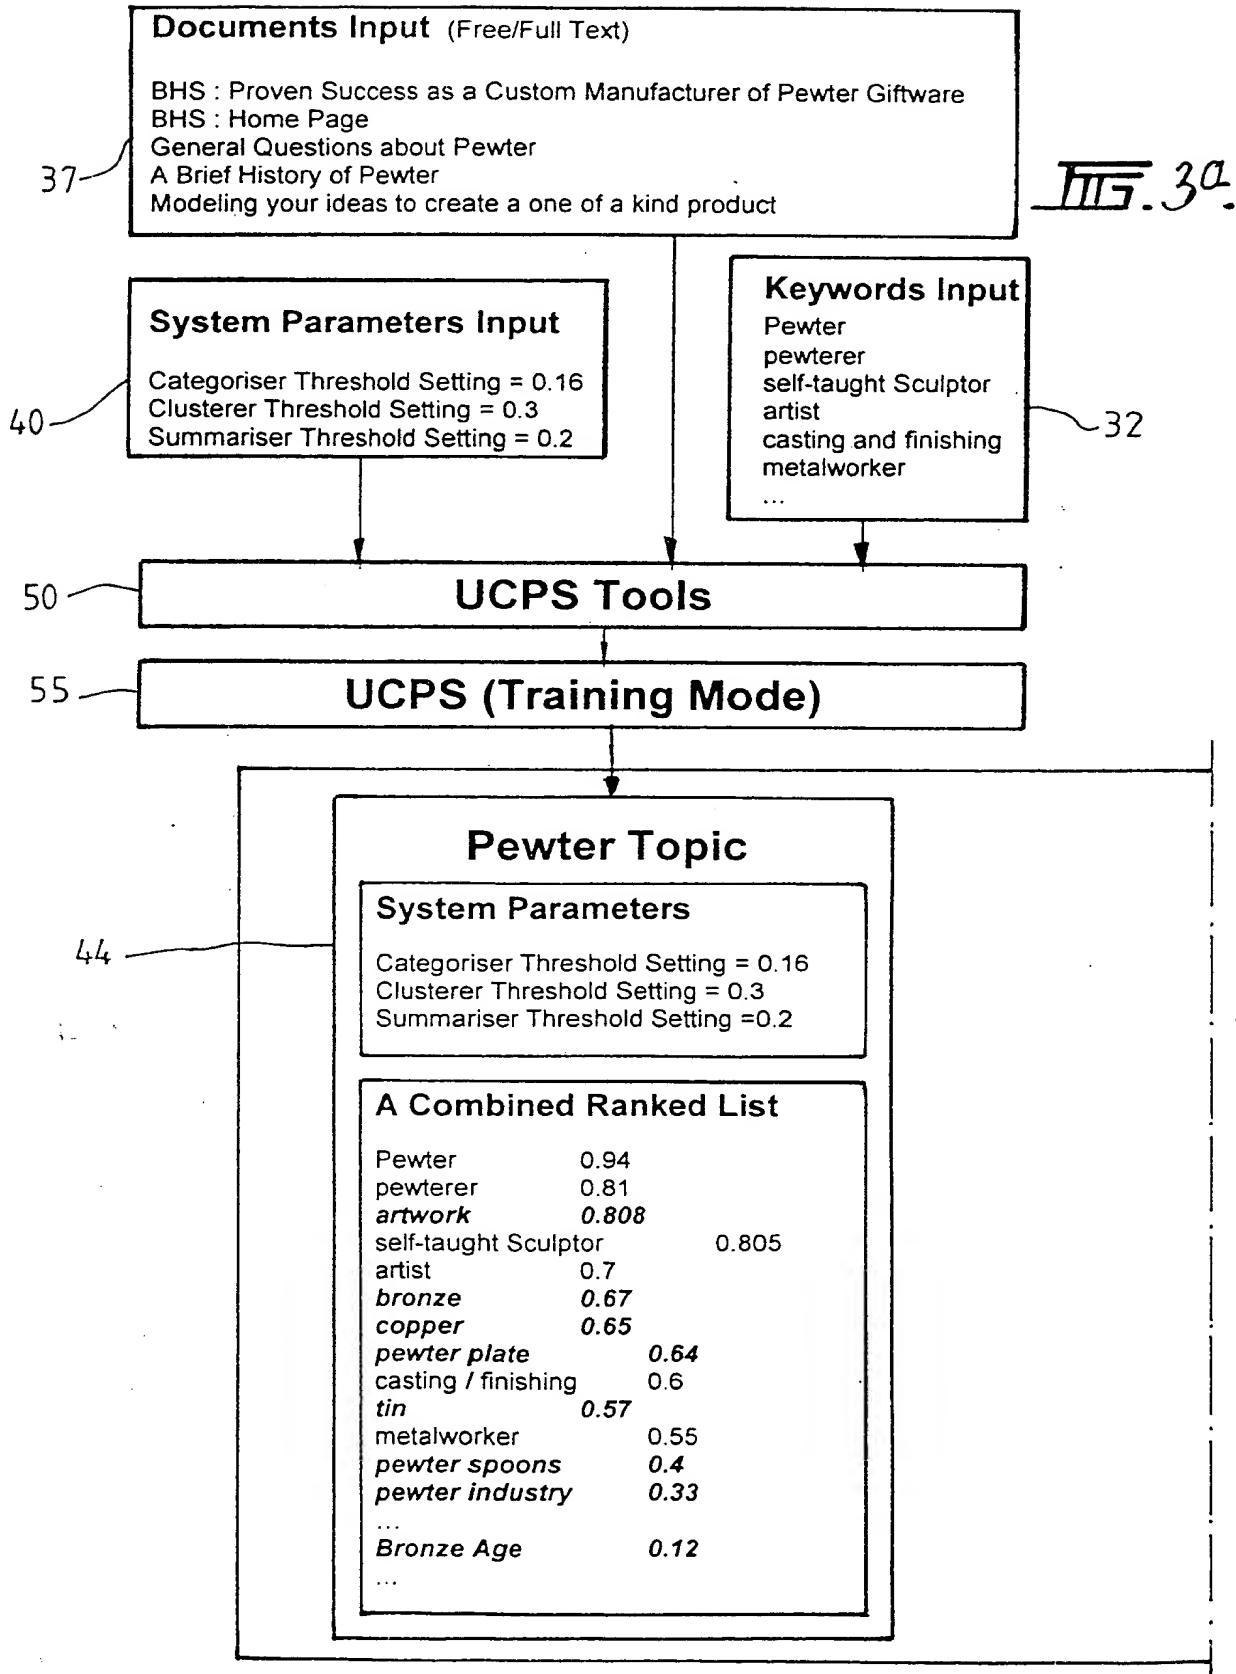 Documents Input (Free/Full Text)
BHS : Proven Success as a Custom Manufacturer of Pewter Giftware
BHS : Home Page
General Questions about Pewter
A Brief History of Pewter
Modeling your ideas to create a one of a kind product
37
FIG. 3a.
System Parameters Input
Categoriser Threshold Setting = 0.16
Clusterer Threshold Setting = 0.3
Summariser Threshold Setting = 0.2
40
Keywords Input
Pewter
pewterer
self-taught Sculptor
artist
casting and finishing
metalworker
...
32
50
UCPS Tools
55
UCPS (Training Mode)
Pewter Topic
System Parameters
Categoriser Threshold Setting = 0.16
Clusterer Threshold Setting = 0.3
Summariser Threshold Setting =0.2
44
A Combined Ranked List
Pewter 0.94
pewterer 0.81
artwork 0.808
self-taught Sculptor 0.805
artist 0.7
bronze 0.67
copper 0.65
pewter plate 0.64
casting / finishing 0.6
tin 0.57
metalworker 0.55
pewter spoons 0.4
pewter industry 0.33
...
Bronze Age 0.12
...